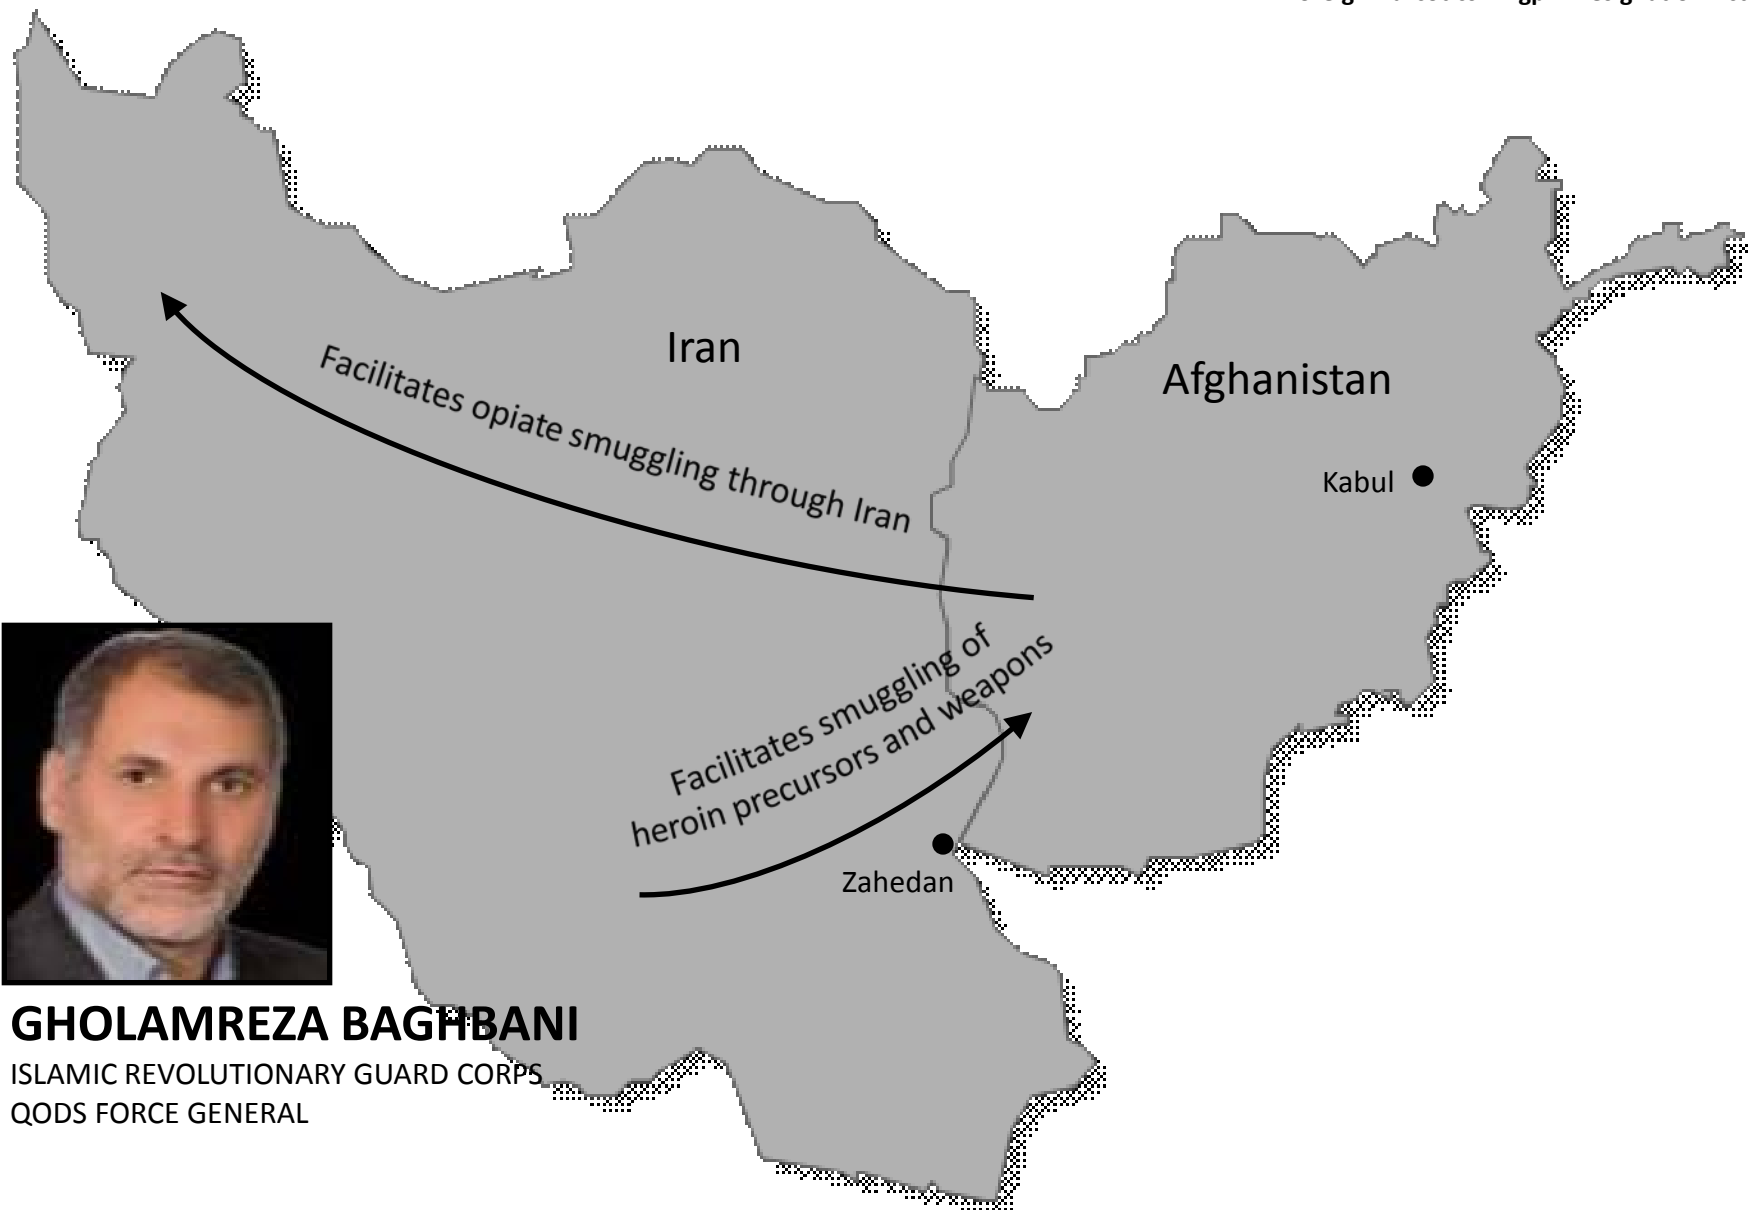 Iran
Afghanistan
Facilitates opiate smuggling through Iran
Kabul
Facilitates smuggling of
heroin precursors and weapons
Zahedan
GHOLAMREZA BAGHBANI
ISLAMIC REVOLUTIONARY GUARD CORPS
QODS FORCE GENERAL